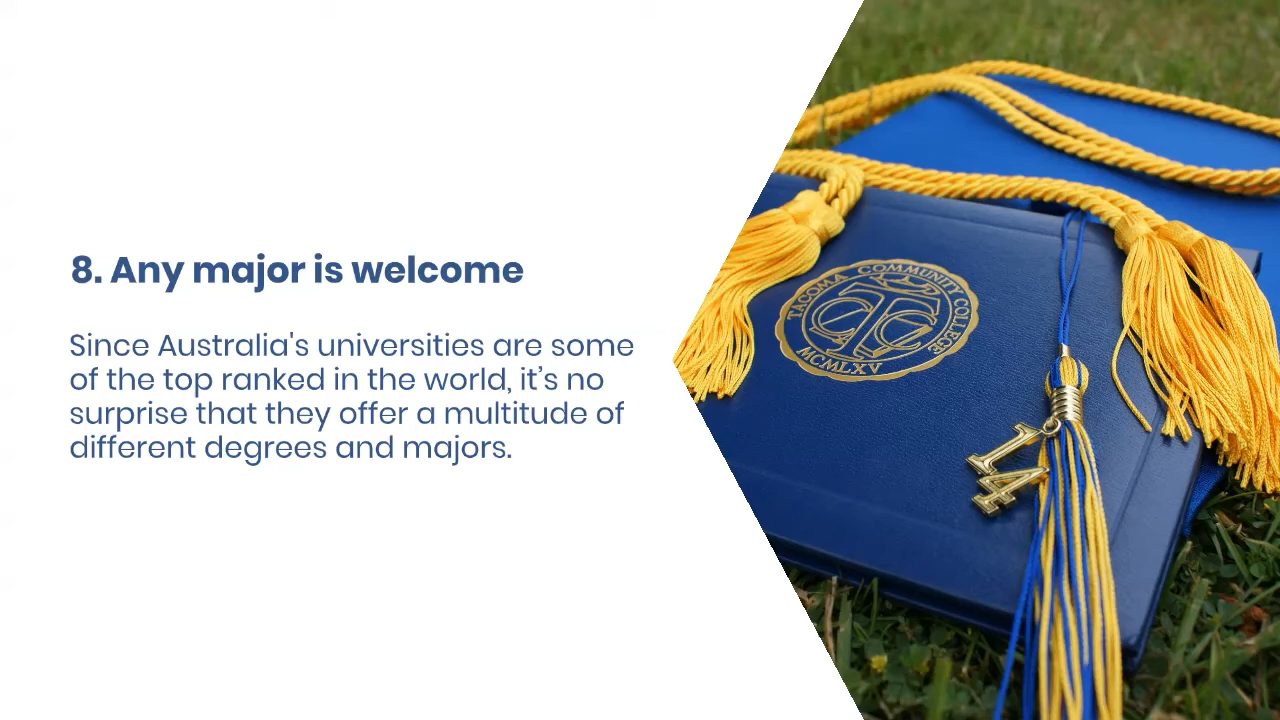 8. Any major is welcome
Since Australia's universities are some
of the top ranked in the world, it’s no
surprise that they offer a multitude of
different degrees and majors.
TACOMA COMMUNITY COLLEGE
TCC
MCMLXV
14